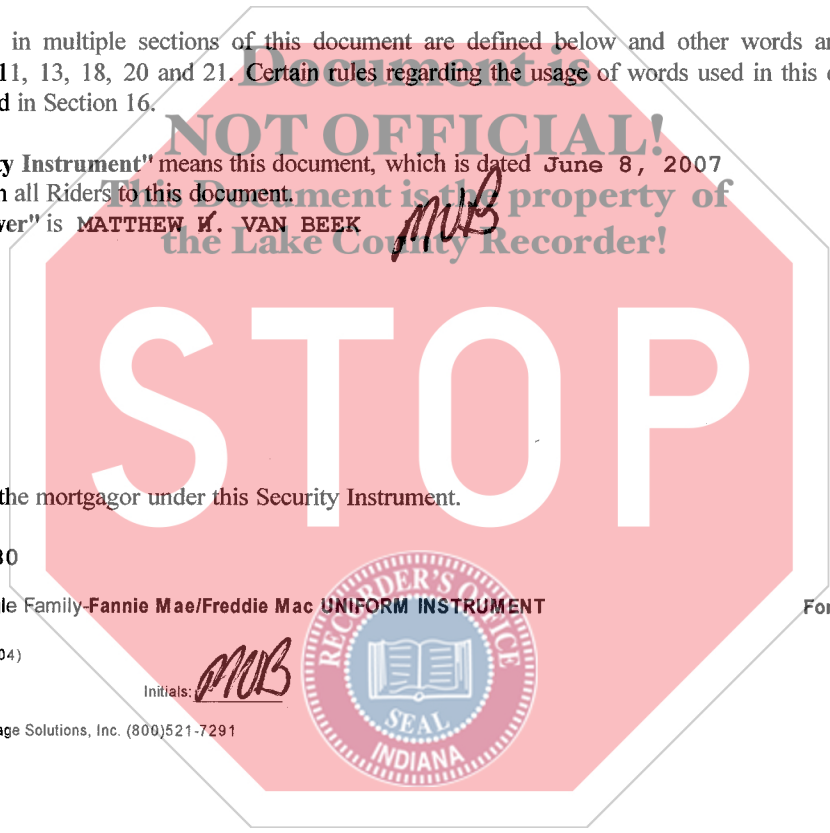 in multiple sections of this document are defined below and other words an
Document is
11, 13, 18, 20 and 21. Certain rules regarding the usage of words used in this
d in Section 16.
NOT OFFICIAL!
y Instrument" means this document, which is dated June 8, 2007
n all Riders to this document.
This Document is the property of
ver" is MATTHEW H. VAN BEEK MVB
the Lake County Recorder!
STOP
the mortgagor under this Security Instrument.
30
le Family-Fannie Mae/Freddie Mac UNIFORM INSTRUMENT For
04)
Initials: MVB
age Solutions, Inc. (800)521-7291
RECORDER'S OFFICE
SEAL
INDIANA